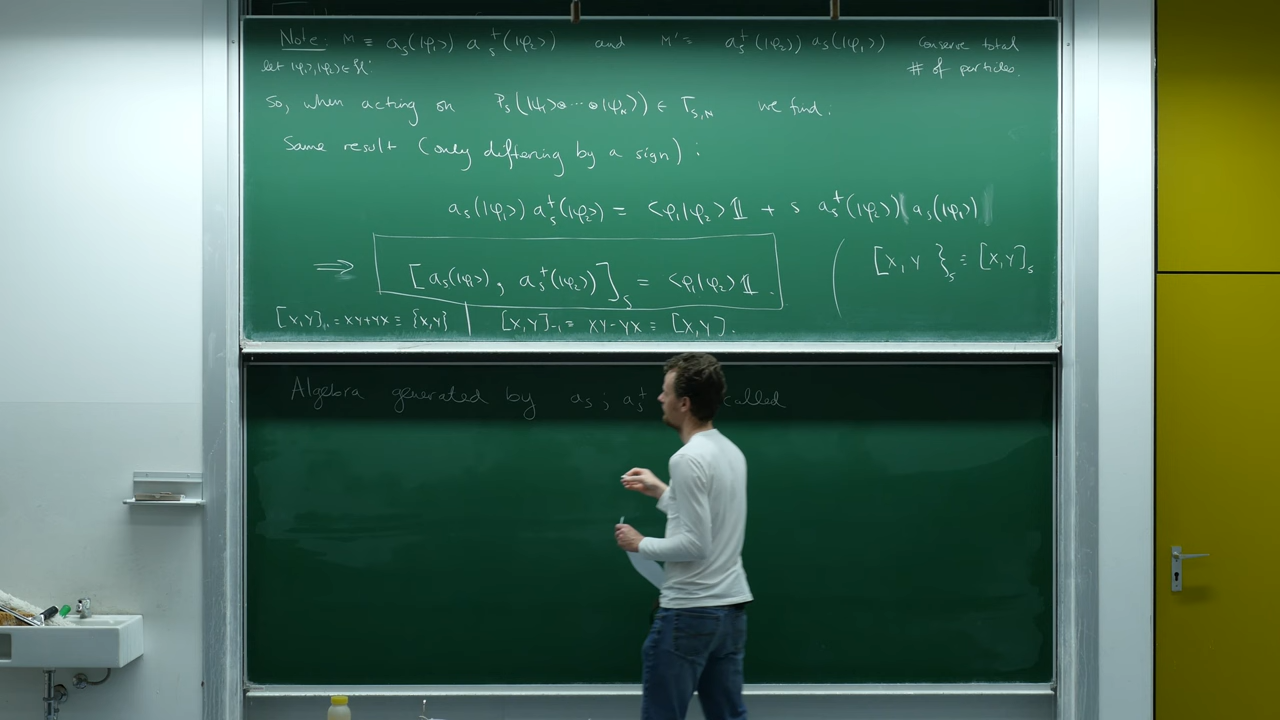 Note: M ≡ a_s(|φ₁⟩) a_s^†(|φ₂⟩) and M' = a_s^†(|φ₂⟩) a_s(|φ₁⟩) conserve total
let |φ₁⟩,|φ₂⟩ ∈ ℋ # of particles.
So, when acting on P_s(|ψ₁⟩⊗···⊗|ψ_N⟩) ∈ T_{s,N} we find:
Same result (only differing by a sign):
a_s(|φ₁⟩) a_s^†(|φ₂⟩) = ⟨φ₁|φ₂⟩𝟙 + s a_s^†(|φ₂⟩) a_s(|φ₁⟩)
⟹ [a_s(|φ₁⟩), a_s^†(|φ₂⟩)]_s = ⟨φ₁|φ₂⟩𝟙. ( [X,Y}_s ≡ [X,Y]_s
[X,Y]_{+1} = XY+YX ≡ {X,Y} | [X,Y]_{-1} = XY-YX ≡ [X,Y].
Algebra generated by a_s; a_s^† called